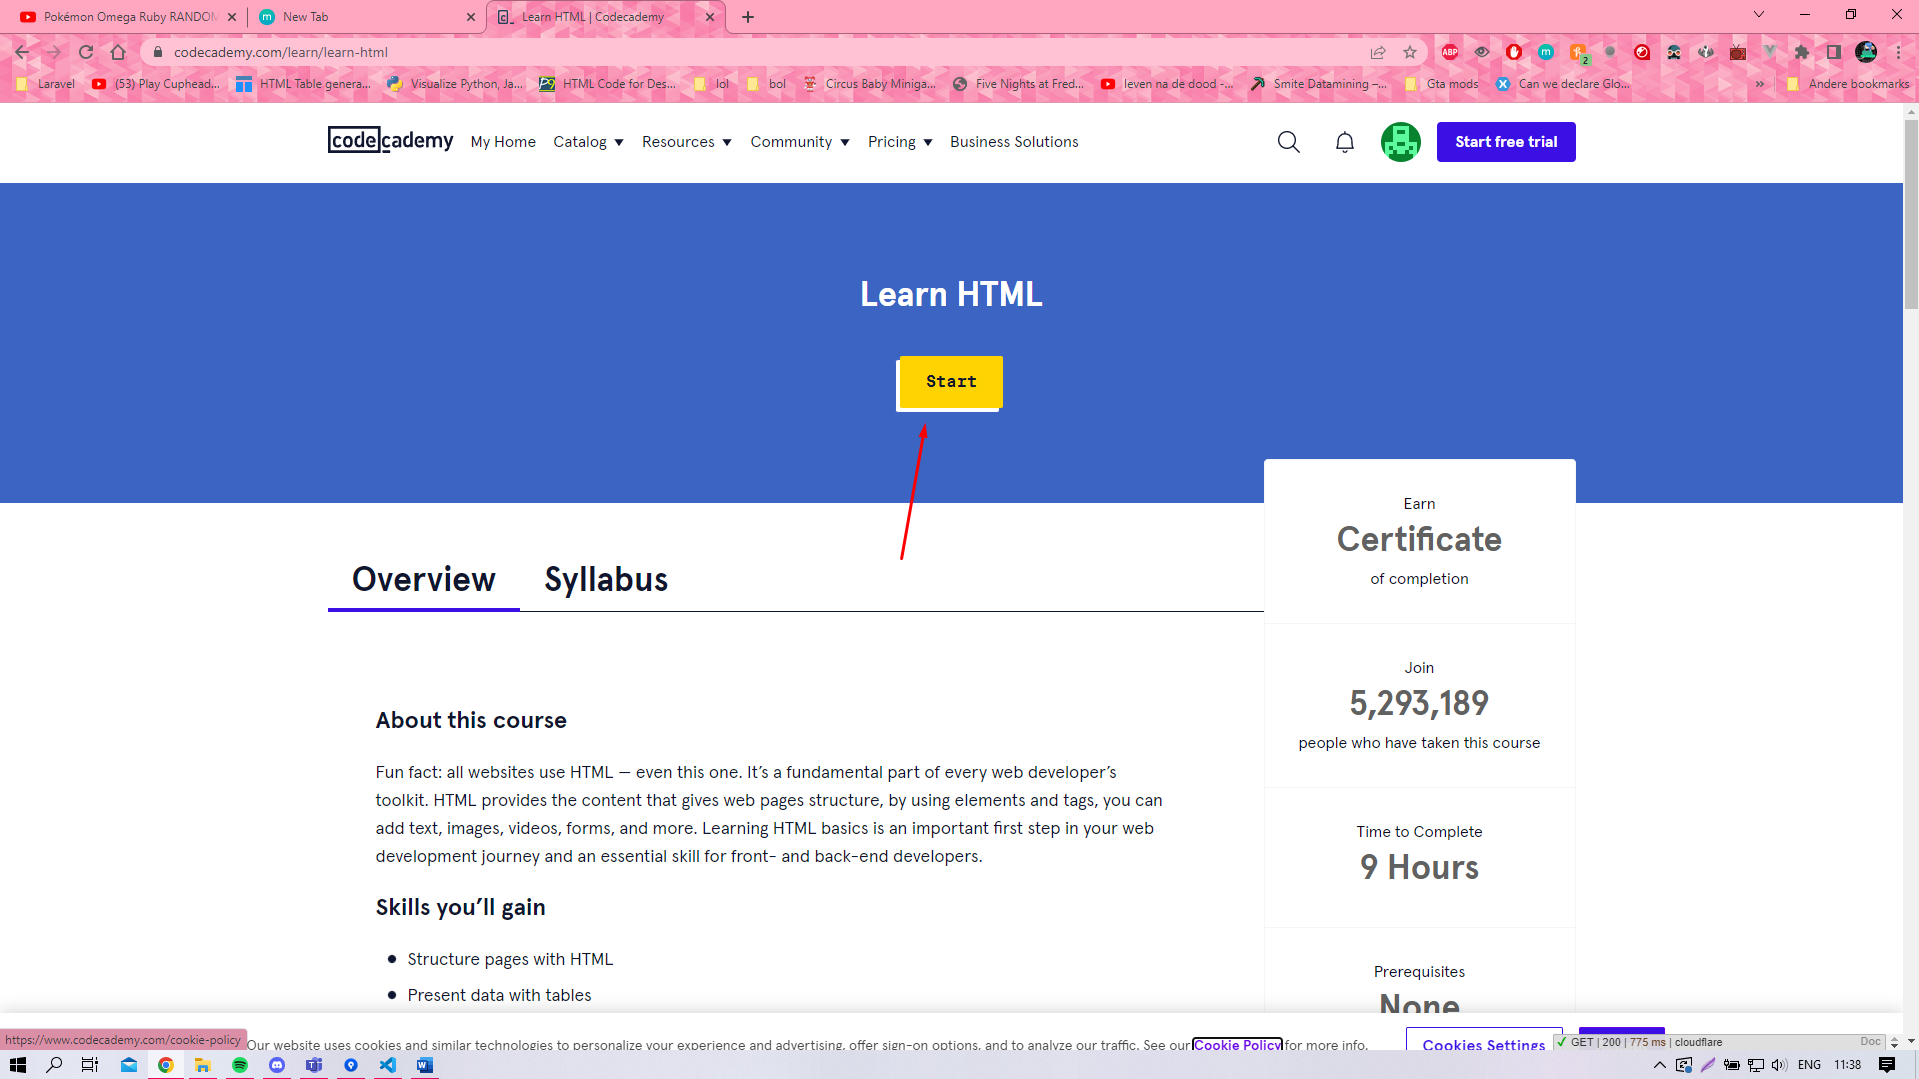 Pokémon Omega Ruby RANDOM
New Tab
Learn HTML | Codecademy
codecademy.com/learn/learn-html
ABP
2
Laravel
(53) Play Cuphead...
HTML Table genera...
Visualize Python, Ja...
HTML Code for Des...
lol
bol
Circus Baby Miniga...
Five Nights at Fred...
leven na de dood -...
Smite Datamining –...
Gta mods
Can we declare Glo...
»
Andere bookmarks
codecademy
My Home
Catalog
Resources
Community
Pricing
Business Solutions
Start free trial
Learn HTML
Start
Overview
Syllabus
Earn
Certificate
of completion
Join
5,293,189
people who have taken this course
Time to Complete
9 Hours
Prerequisites
None
About this course
Fun fact: all websites use HTML — even this one. It’s a fundamental part of every web developer’s
toolkit. HTML provides the content that gives web pages structure, by using elements and tags, you can
add text, images, videos, forms, and more. Learning HTML basics is an important first step in your web
development journey and an essential skill for front- and back-end developers.
Skills you’ll gain
Structure pages with HTML
Present data with tables
https://www.codecademy.com/cookie-policy
Our website uses cookies and similar technologies to personalize your experience and advertising, offer sign-on options, and to analyze our traffic. See our Cookie Policy for more info.
Cookies Settings
GET | 200 | 775 ms | cloudflare
Doc
ENG
11:38